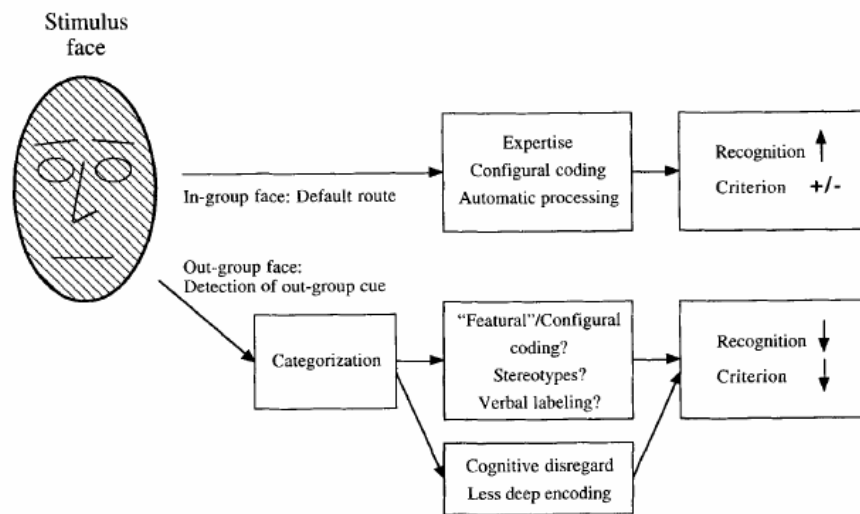 Stimulus
face
In-group face: Default route
Expertise
Configural coding
Automatic processing
Recognition ↑
Criterion +/-
Out-group face:
Detection of out-group cue
Categorization
"Featural"/Configural
coding?
Stereotypes?
Verbal labeling?
Cognitive disregard
Less deep encoding
Recognition ↓
Criterion ↓